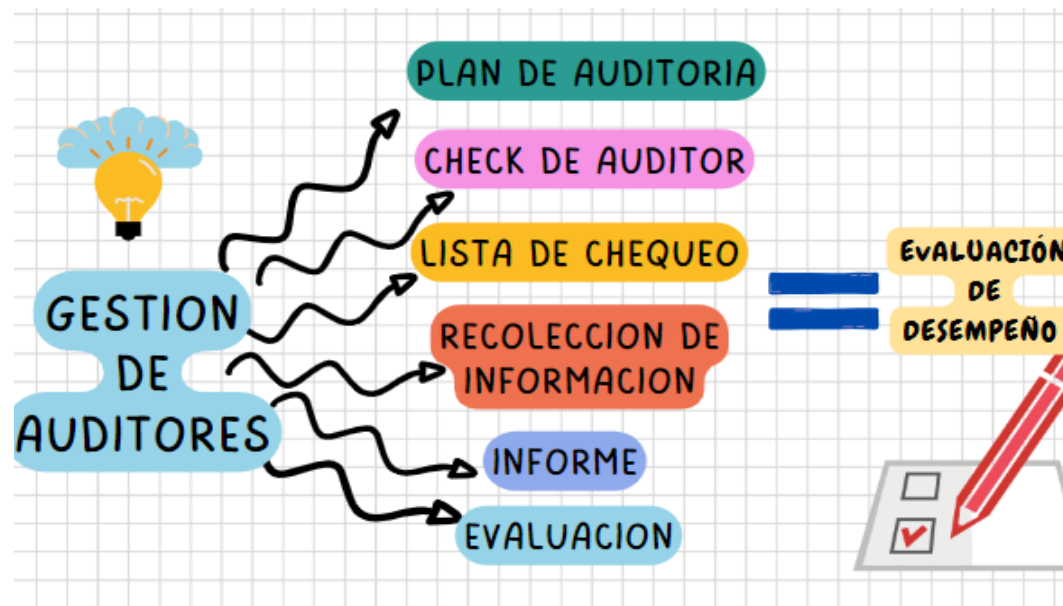 PLAN DE AUDITORIA
CHECK DE AUDITOR
LISTA DE CHEQUEO
RECOLECCION DE
INFORMACION
INFORME
EVALUACION
GESTION
DE
AUDITORES
EVALUACIÓN
DE
DESEMPEÑO